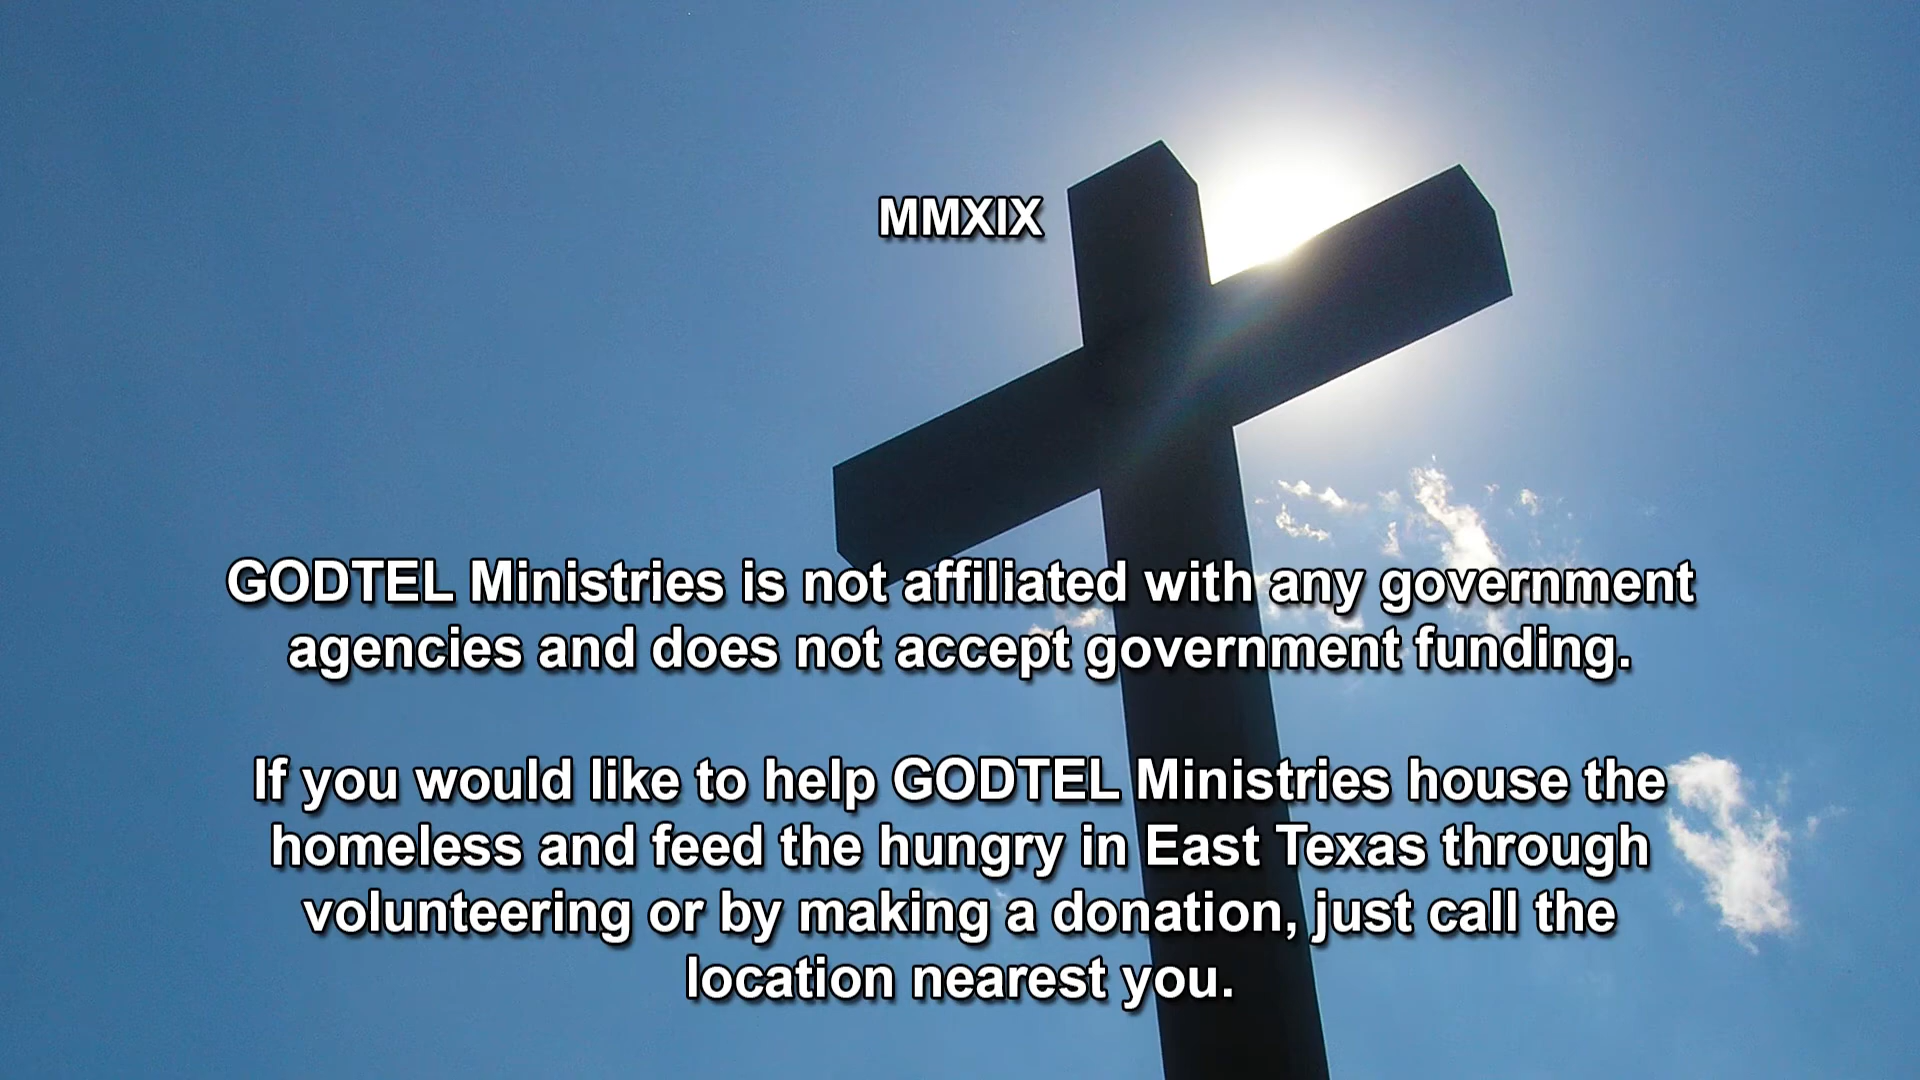 MMXIX
GODTEL Ministries is not affiliated with any government
agencies and does not accept government funding.
If you would like to help GODTEL Ministries house the
homeless and feed the hungry in East Texas through
volunteering or by making a donation, just call the
location nearest you.